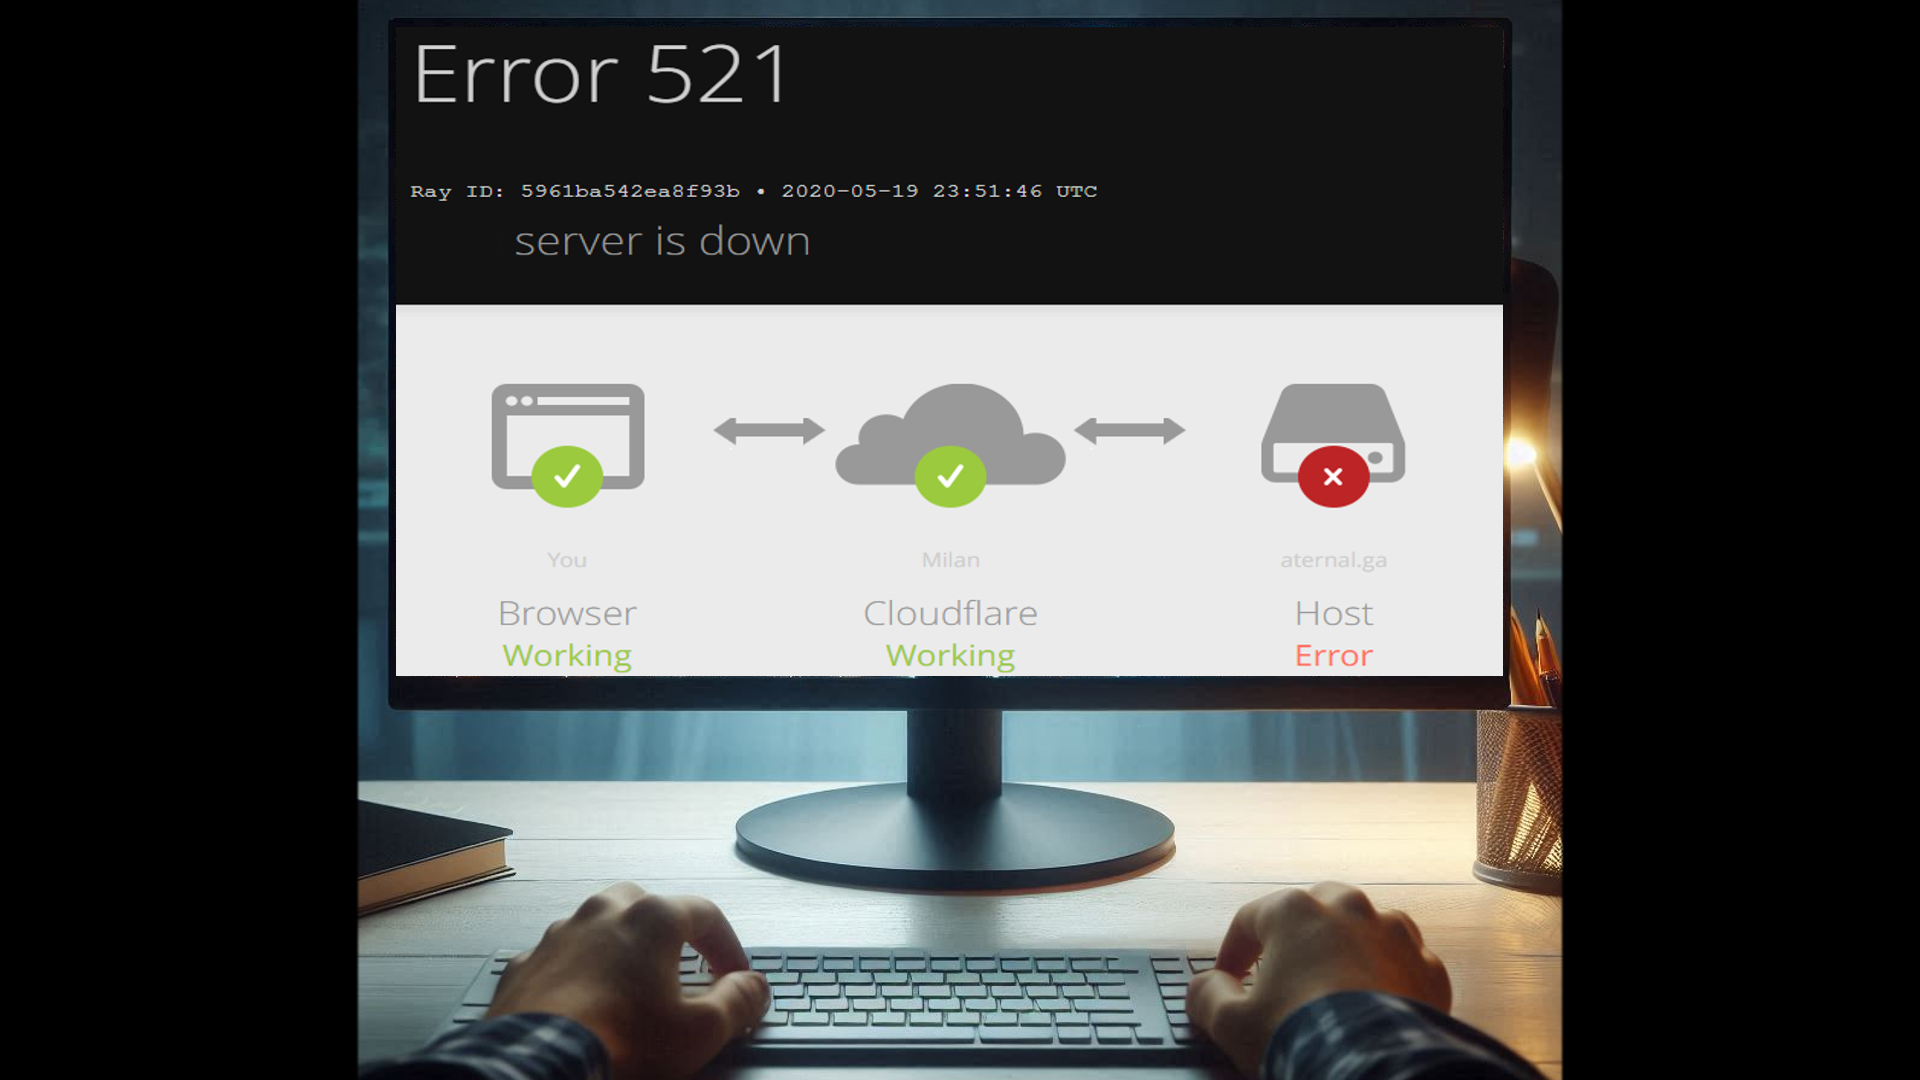 Error 521
Ray ID: 5961ba542ea8f93b • 2020-05-19 23:51:46 UTC
server is down
You
Milan
aternal.ga
Browser
Cloudflare
Host
Working
Working
Error